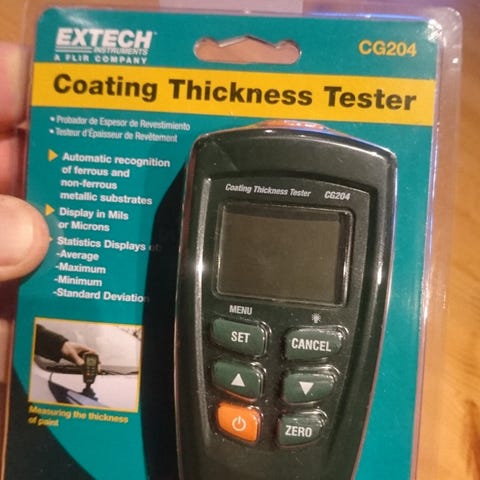 EXTECH
INSTRUMENTS
A FLIR COMPANY
CG204
Coating Thickness Tester
• Probador de Espesor de Revestimiento
• Testeur d'Épaisseur de Revêtement
Automatic recognition
of ferrous and
non-ferrous
metallic substrates
Display in Mils
or Microns
Statistics Displays of
-Average
-Maximum
-Minimum
-Standard Deviation
Measuring the thickness
of paint
Coating Thickness Tester CG204
MENU
SET
CANCEL
ZERO